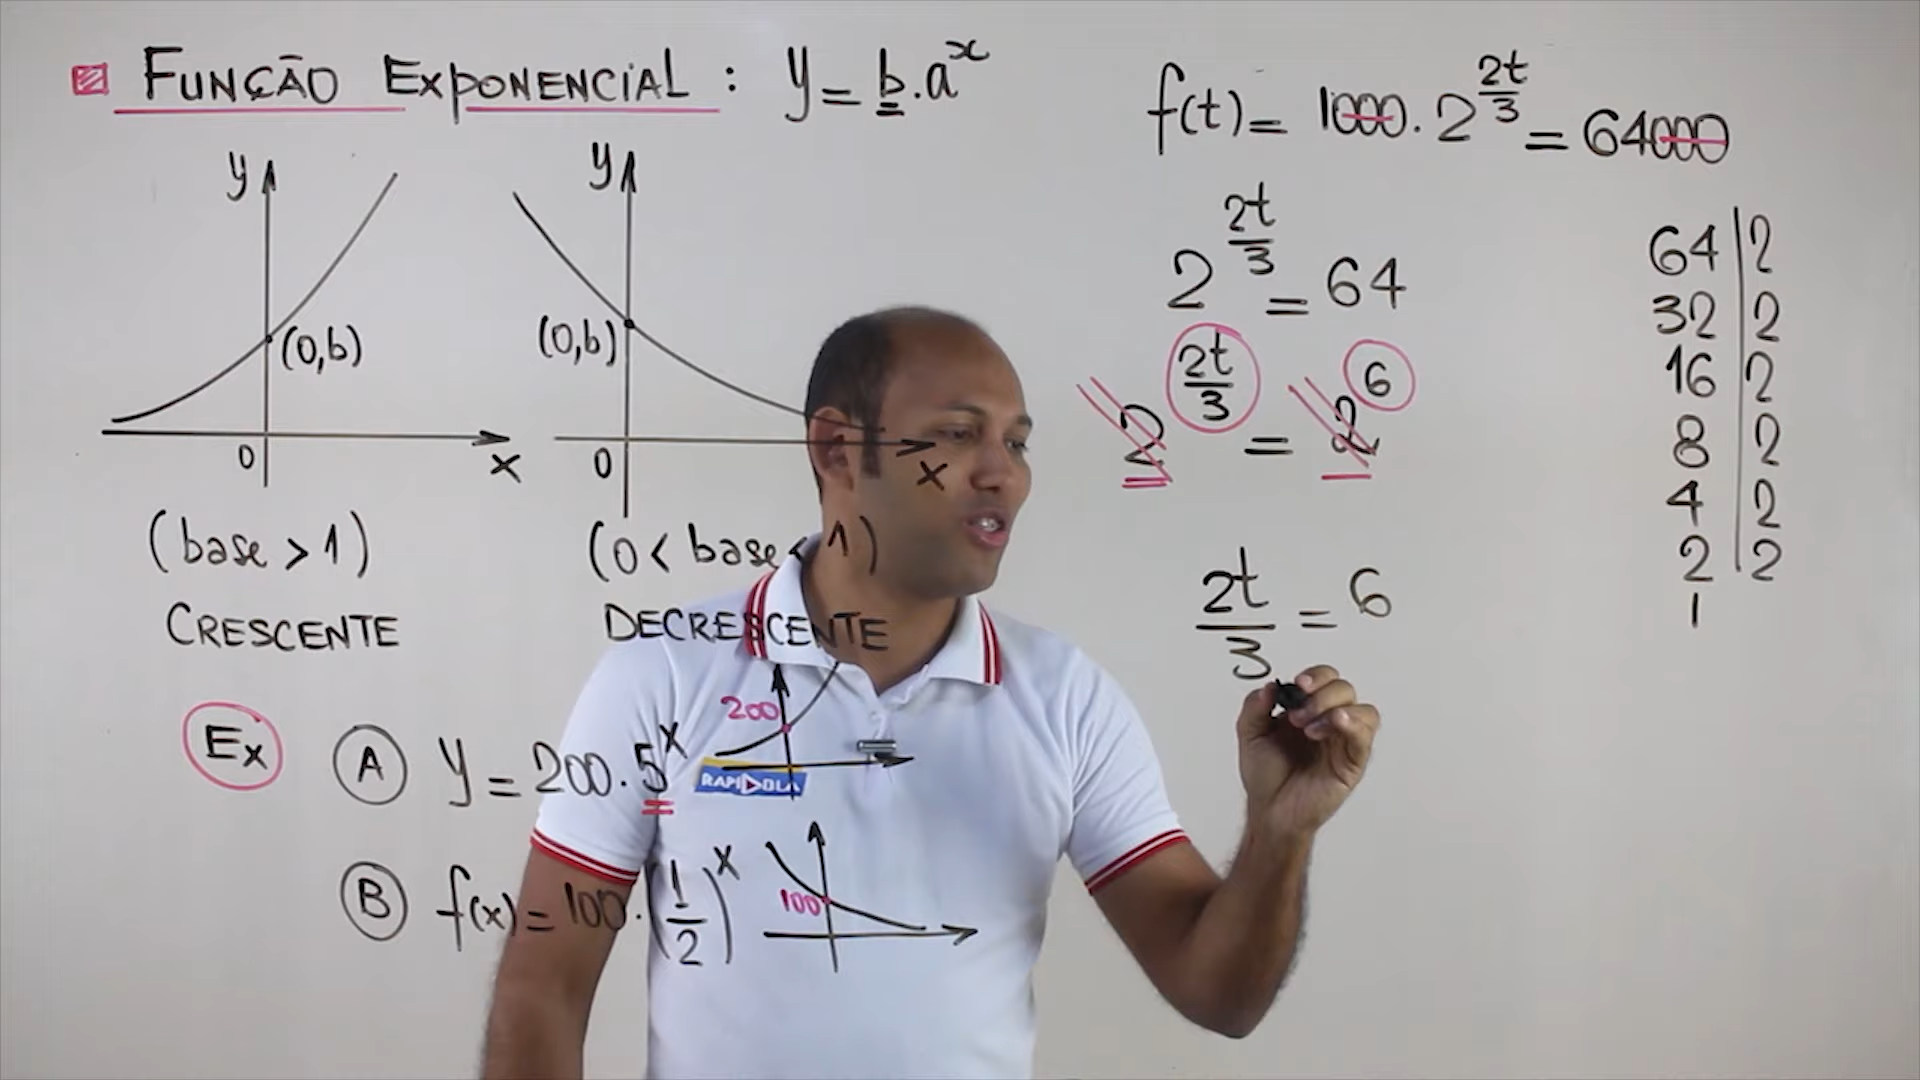 FUNÇÃO EXPONENCIAL : y = b.a^x
y
(0,b)
0
x
(base > 1)
CRESCENTE
y
(0,b)
0
x
(0 < base < 1)
DECRESCENTE
Ex
A y = 200.5^x
200
RAPIDOLA
B f(x) = 100.(1/2)^x
100
f(t) = 1000.2^(2t/3) = 64000
2^(2t/3) = 64
2^(2t/3) = 2^6
2t/3 = 6
64 | 2
32 | 2
16 | 2
8 | 2
4 | 2
2 | 2
1